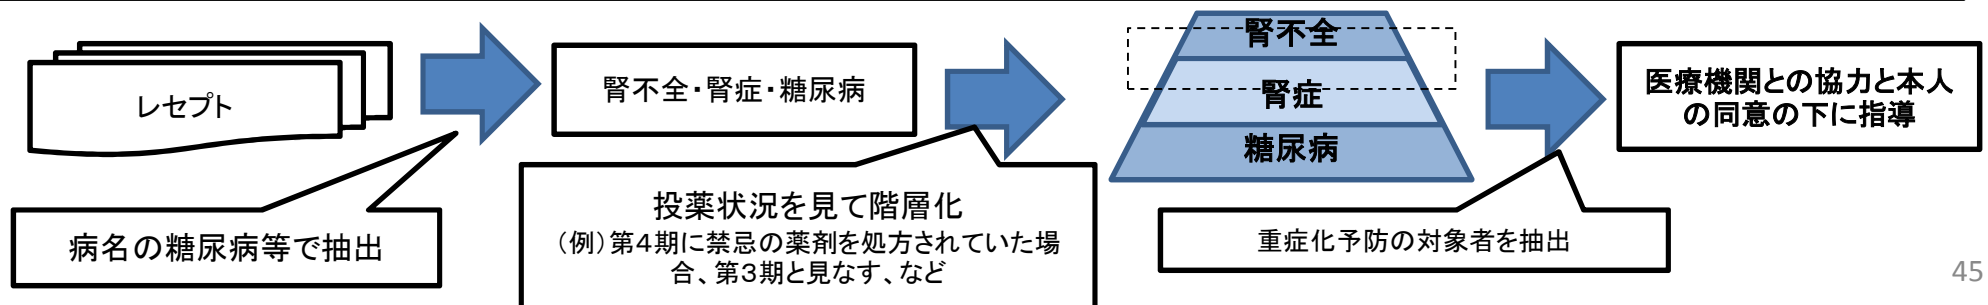 レセプト
病名の糖尿病等で抽出
腎不全・腎症・糖尿病
投薬状況を見て階層化
（例）第４期に禁忌の薬剤を処方されていた場
合、第３期と見なす、など
腎不全
腎症
糖尿病
重症化予防の対象者を抽出
医療機関との協力と本人
の同意の下に指導
45